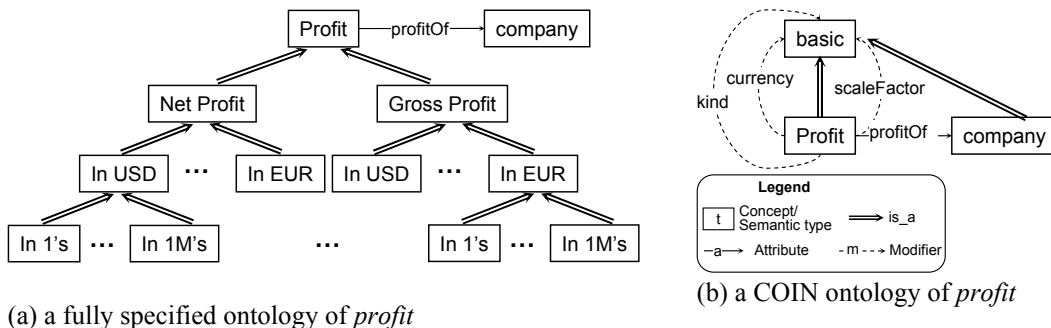 Profit
profitOf
company
Net Profit
Gross Profit
In USD
...
In EUR
In USD
...
In EUR
In 1's
...
In 1M's
...
In 1's
...
In 1M's
(a) a fully specified ontology of profit
basic
currency
scaleFactor
kind
Profit
profitOf
company
Legend
t
Concept/
Semantic type
is_a
a
Attribute
m
Modifier
(b) a COIN ontology of profit